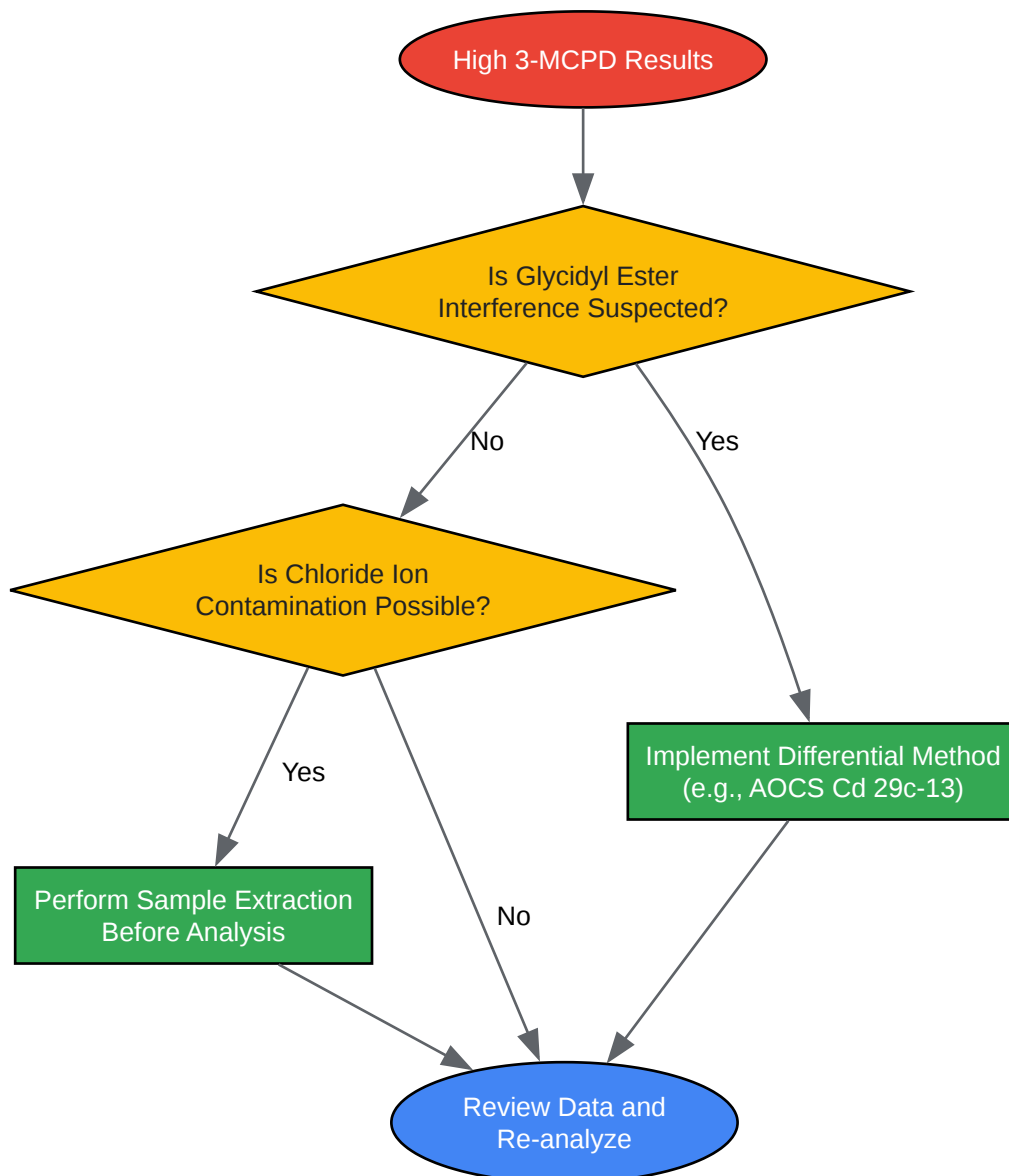 High 3-MCPD Results
Is Glycidyl Ester
Interference Suspected?
No
Yes
Is Chloride Ion
Contamination Possible?
Yes
Implement Differential Method
(e.g., AOCS Cd 29c-13)
Perform Sample Extraction
Before Analysis
No
Review Data and
Re-analyze